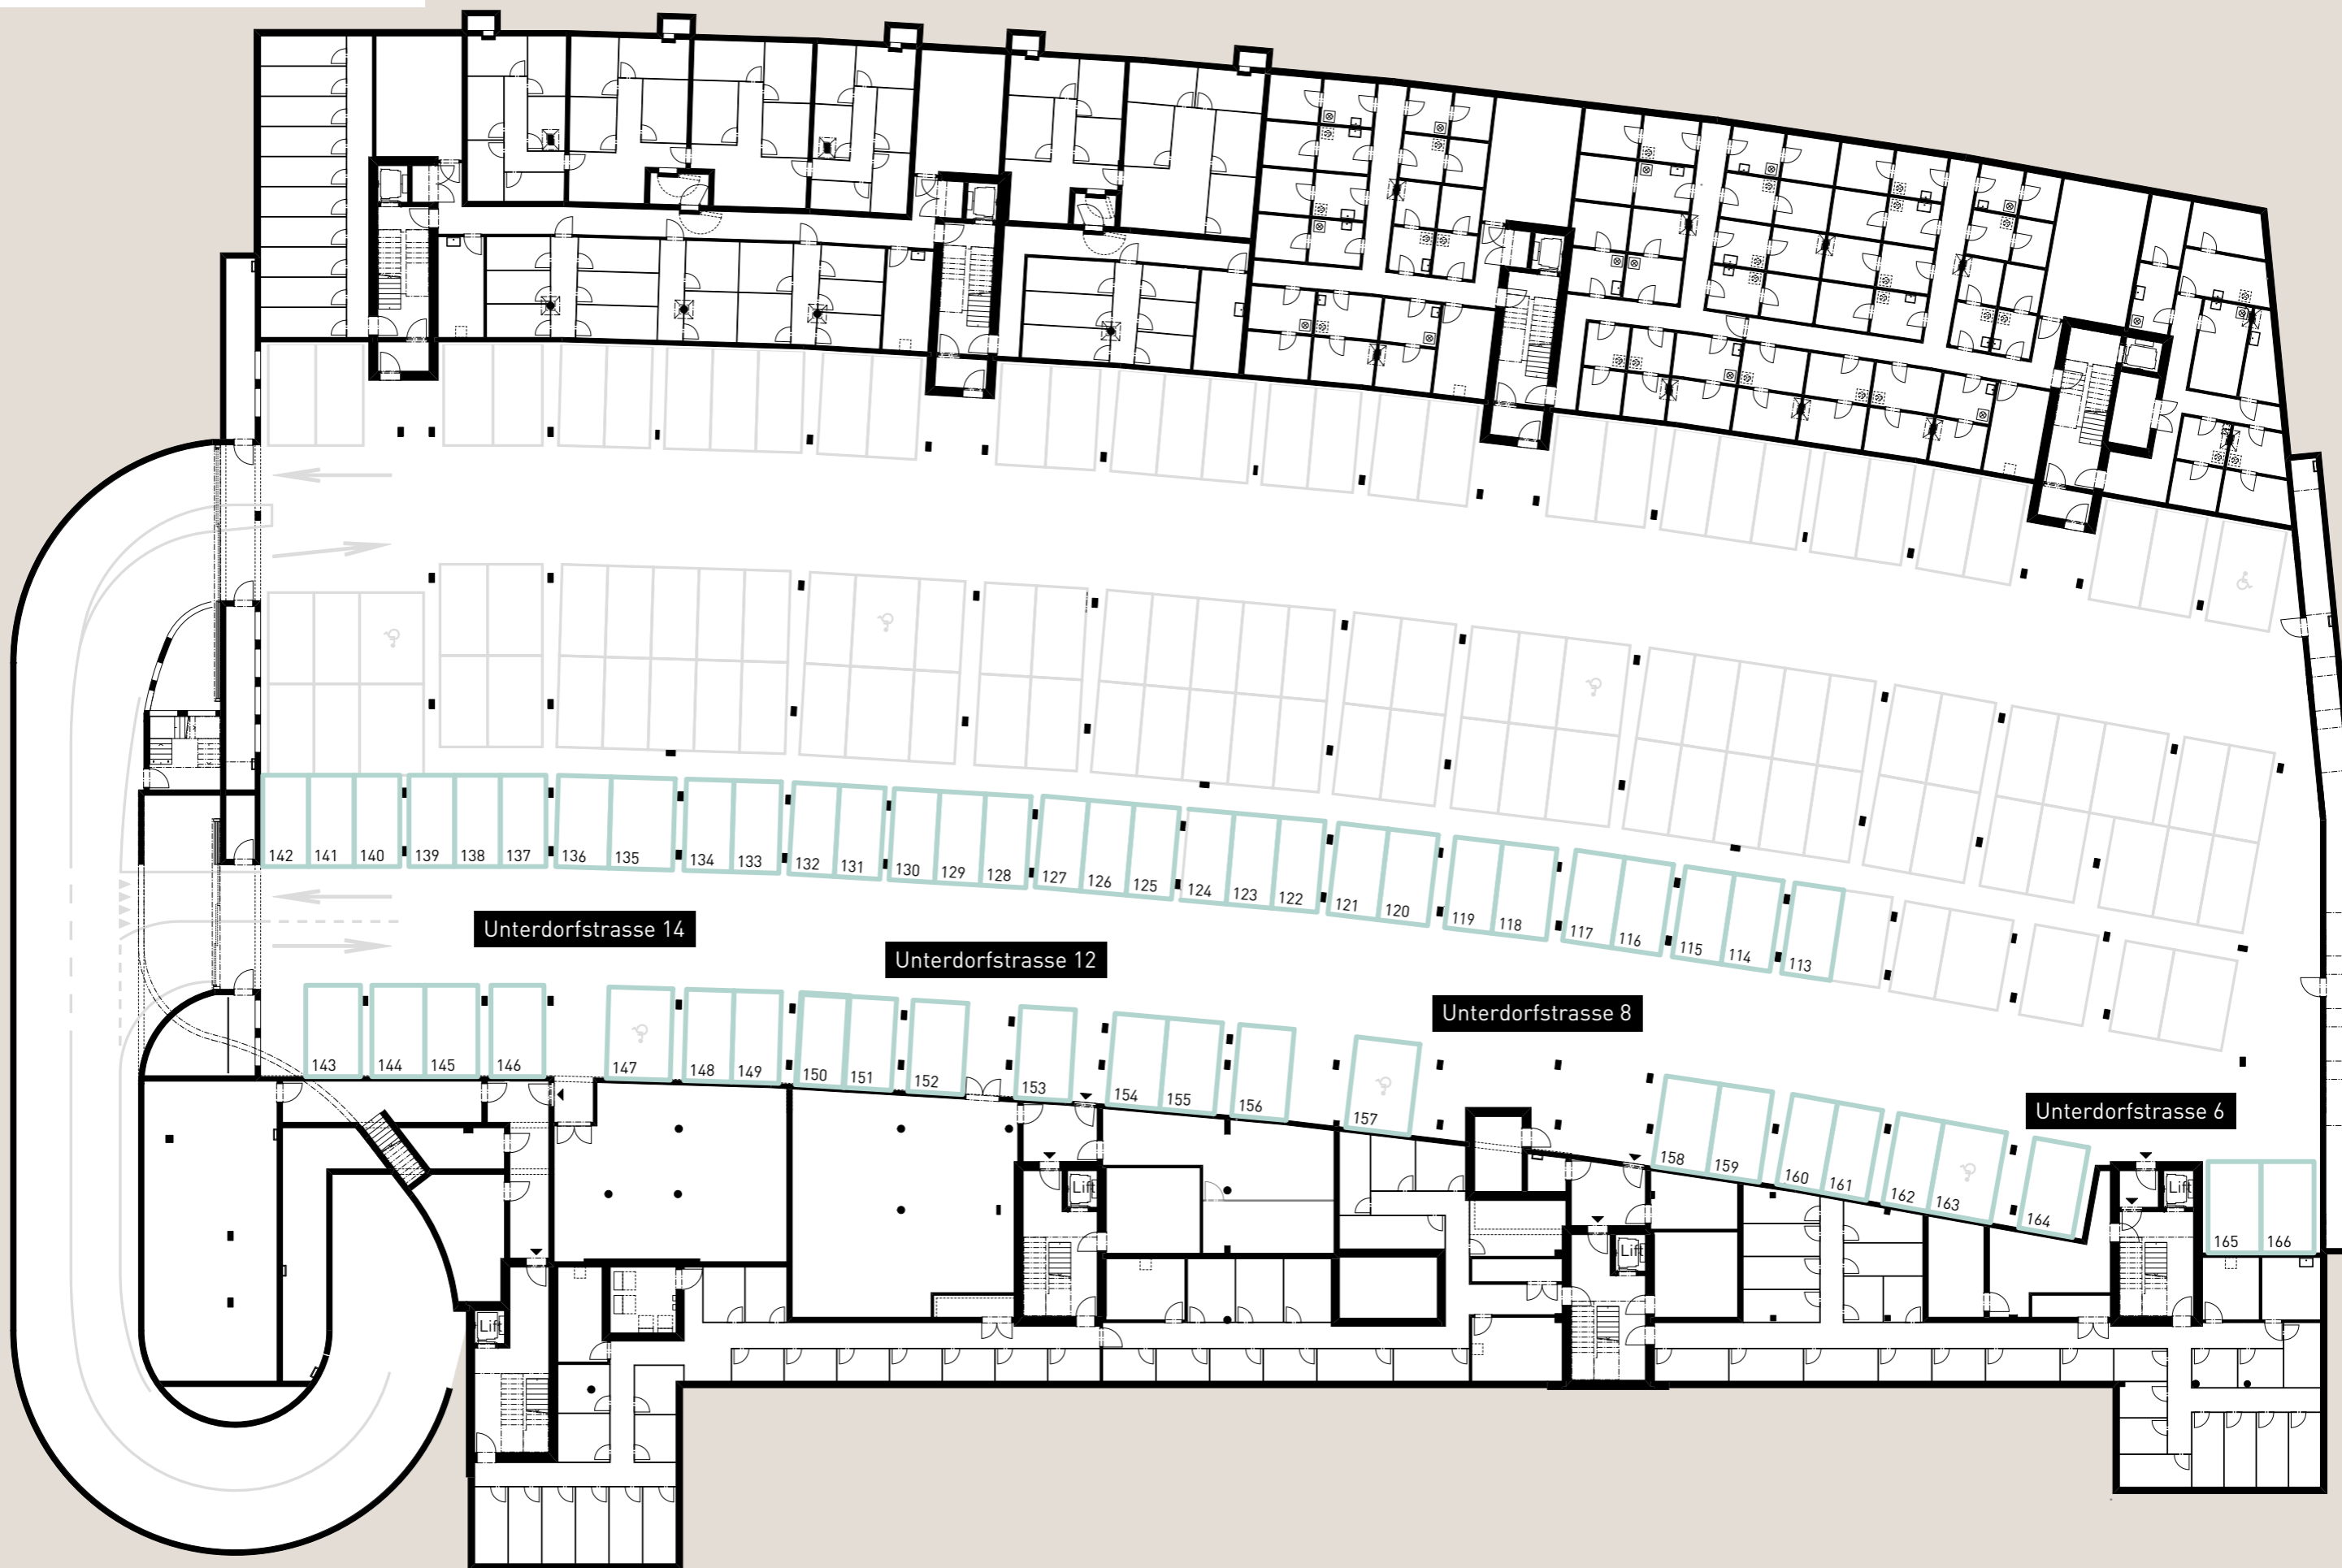 142 141 140 139 138 137 136 135 134 133 132 131 130 129 128 127 126 125 124 123 122 121 120 119 118 117 116 115 114 113
Unterdorfstrasse 14
Unterdorfstrasse 12
Unterdorfstrasse 8
Unterdorfstrasse 6
143 144 145 146 147 148 149 150 151 152 153 154 155 156 157 158 159 160 161 162 163 164 165 166
Lift
Lift
Lift
Lift